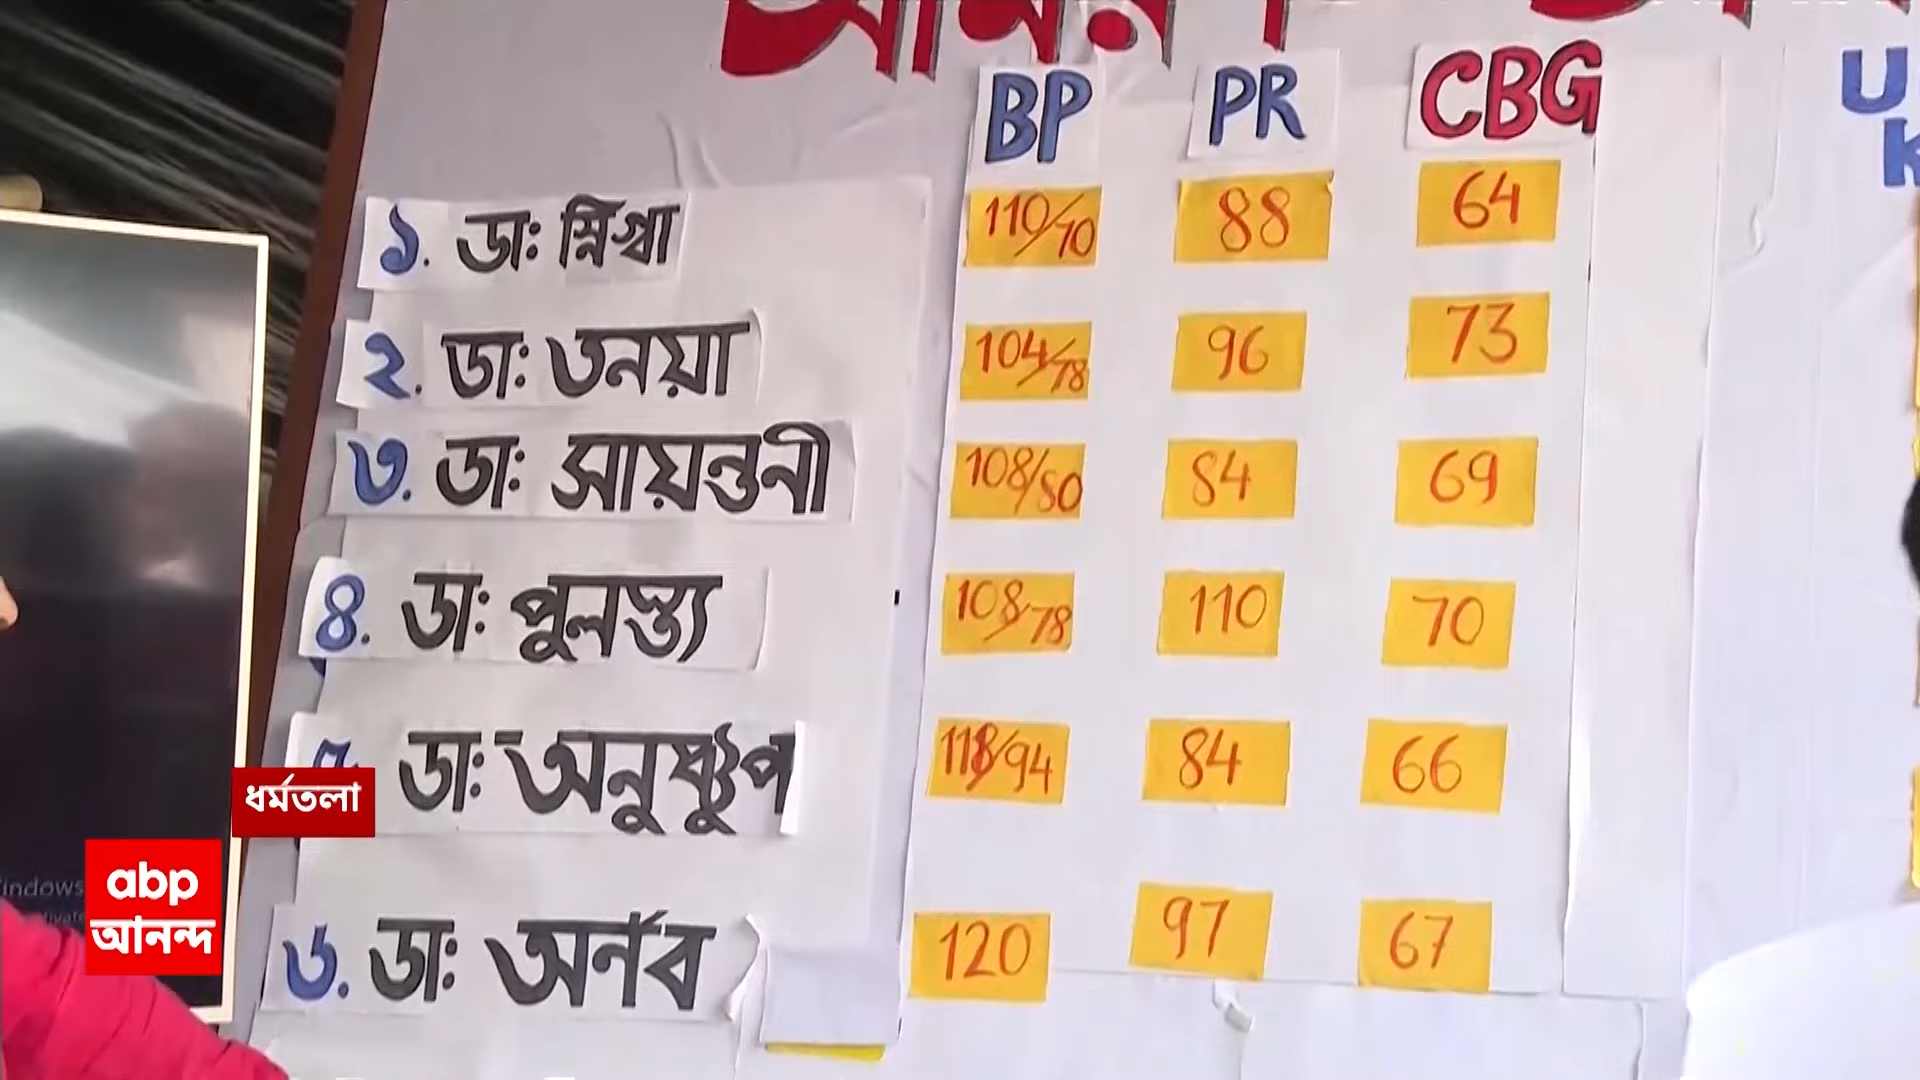 BP PR CBG
১. ডাঃ স্নিগ্ধা 110/70 88 64
২. ডাঃ তনয়া 104/78 96 73
৩. ডাঃ সায়ন্তনী 108/80 84 69
৪. ডাঃ পুলস্ত্য 108/78 110 70
ডাঃ অনুষ্টুপ 118/94 84 66
৬. ডাঃ অর্ণব 120 97 67
ধর্মতলা
abp
আনন্দ